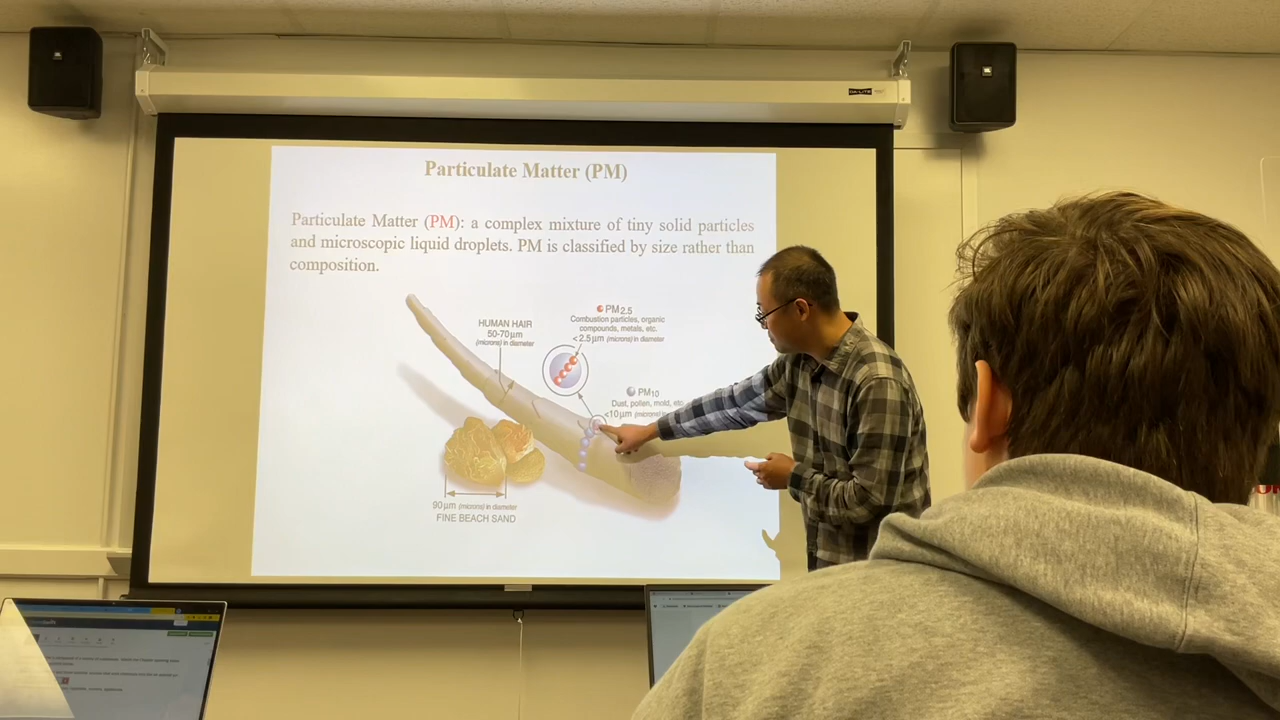 DA-LITE
Particulate Matter (PM)
Particulate Matter (PM): a complex mixture of tiny solid particles
and microscopic liquid droplets. PM is classified by size rather than
composition.
PM2.5
Combustion particles, organic
compounds, metals, etc.
<2.5µm (microns) in diameter
HUMAN HAIR
50-70µm
(microns) in diameter
PM10
Dust, pollen, mold, etc.
<10µm (microns)
90µm (microns) in diameter
FINE BEACH SAND